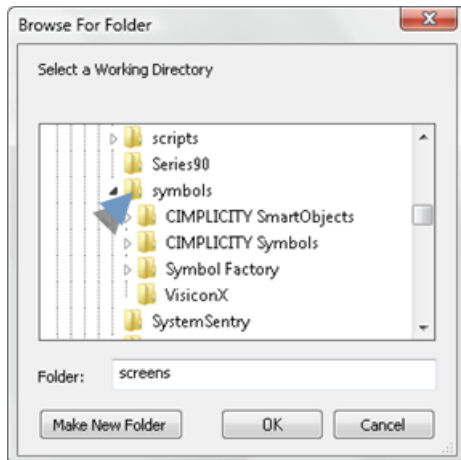 Browse For Folder
Select a Working Directory
scripts
Series90
symbols
CIMPLICITY SmartObjects
CIMPLICITY Symbols
Symbol Factory
VisiconX
SystemSentry
Folder:	screens
Make New Folder	OK	Cancel